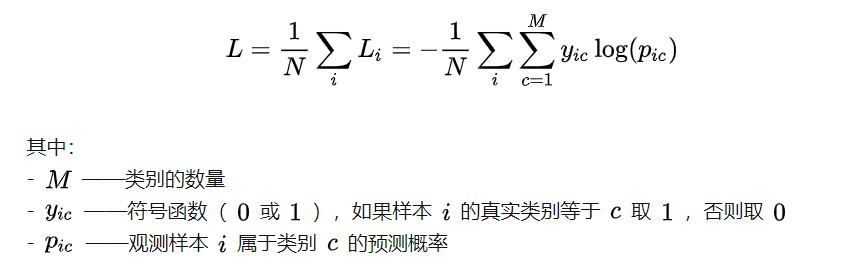 L = \frac{1}{N} \sum_{i} L_i = -\frac{1}{N} \sum_{i} \sum_{c=1}^{M} y_{ic} \log(p_{ic})
其中：
- M ——类别的数量
- y_{ic} ——符号函数（ 0 或 1 ），如果样本 i 的真实类别等于 c 取 1 ，否则取 0
- p_{ic} ——观测样本 i 属于类别 c 的预测概率